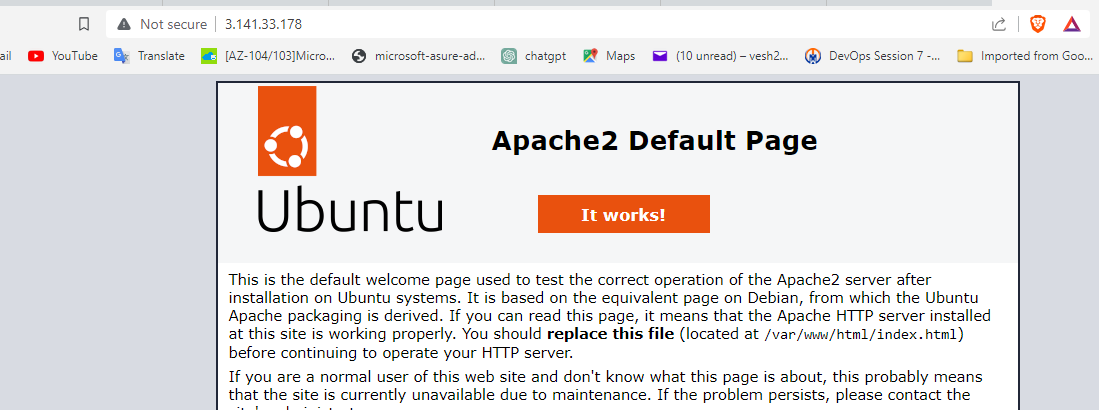 Not secure | 3.141.33.178
ail YouTube Translate [AZ-104/103]Micro... microsoft-asure-ad... chatgpt Maps (10 unread) – vesh2... DevOps Session 7 -... Imported from Goo...
Apache2 Default Page
Ubuntu
It works!
This is the default welcome page used to test the correct operation of the Apache2 server after
installation on Ubuntu systems. It is based on the equivalent page on Debian, from which the Ubuntu
Apache packaging is derived. If you can read this page, it means that the Apache HTTP server installed
at this site is working properly. You should replace this file (located at /var/www/html/index.html)
before continuing to operate your HTTP server.
If you are a normal user of this web site and don't know what this page is about, this probably means
that the site is currently unavailable due to maintenance. If the problem persists, please contact the